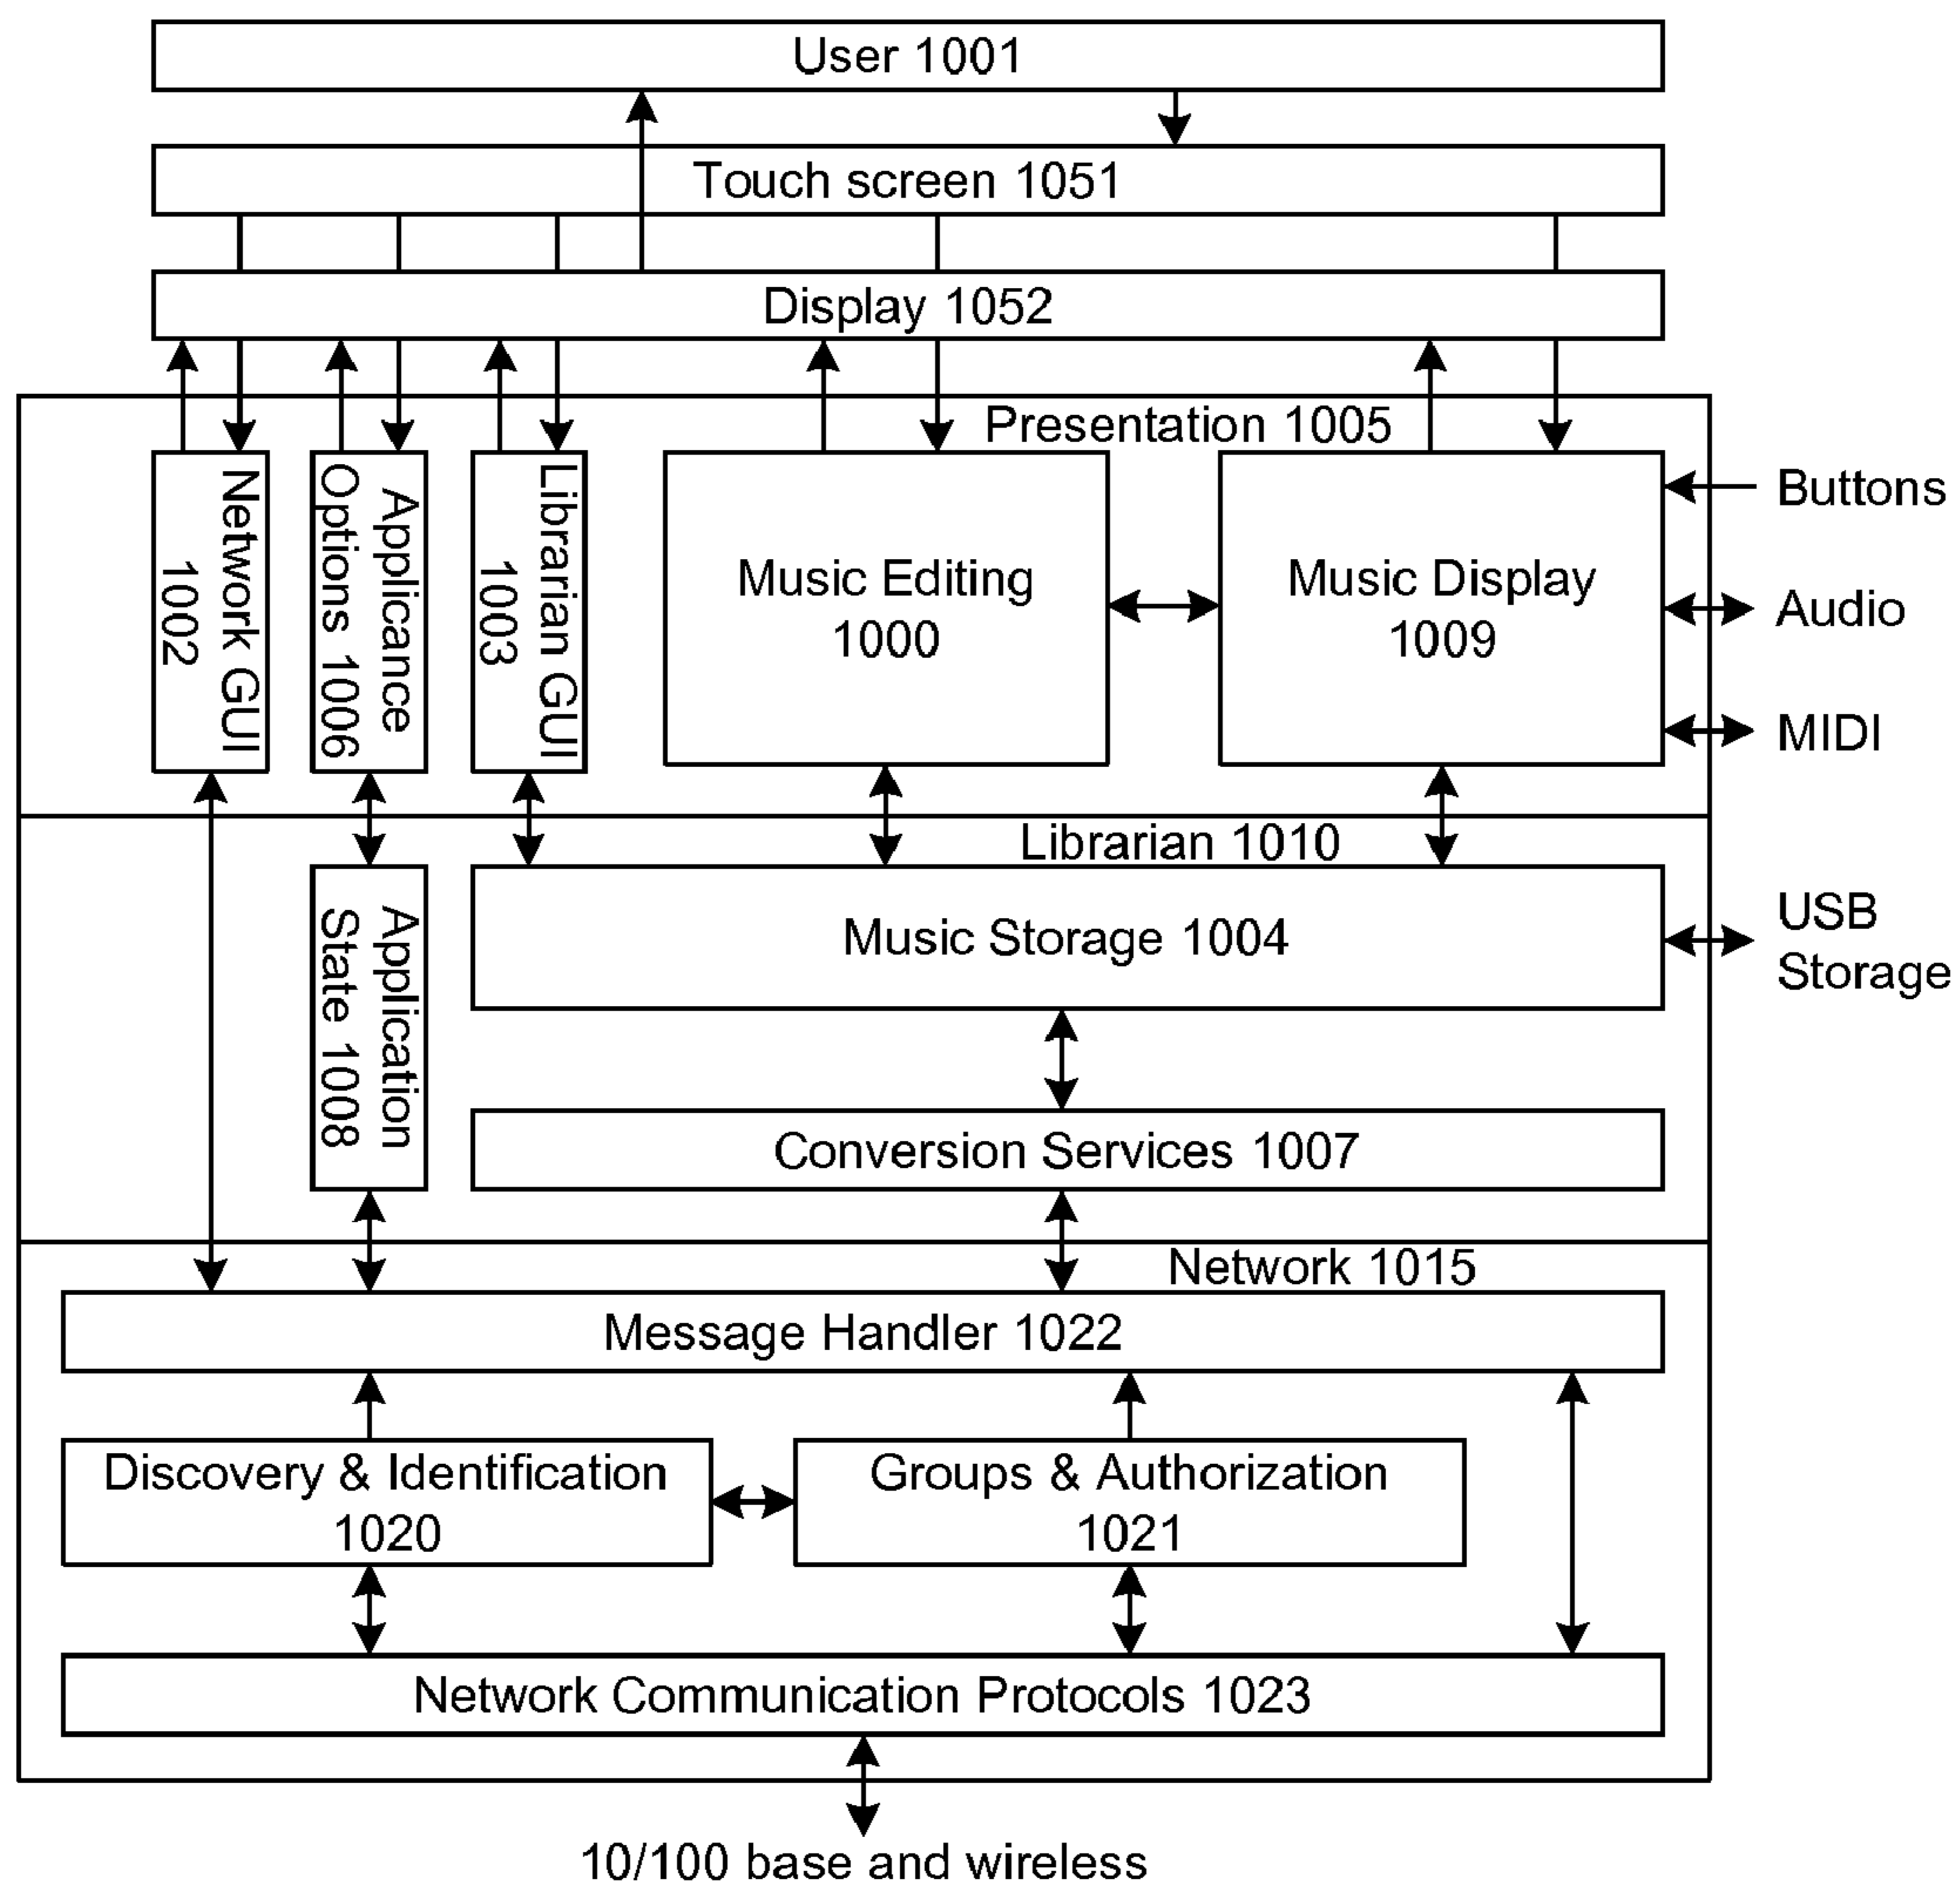 User 1001
Touch screen 1051
Display 1052
Presentation 1005
Network GUI
1002
Applicance
Options 1006
Librarian GUI
1003
Music Editing
1000
Music Display
1009
Buttons
Audio
MIDI
Librarian 1010
Application
State 1008
Music Storage 1004
USB
Storage
Conversion Services 1007
Network 1015
Message Handler 1022
Discovery & Identification
1020
Groups & Authorization
1021
Network Communication Protocols 1023
10/100 base and wireless